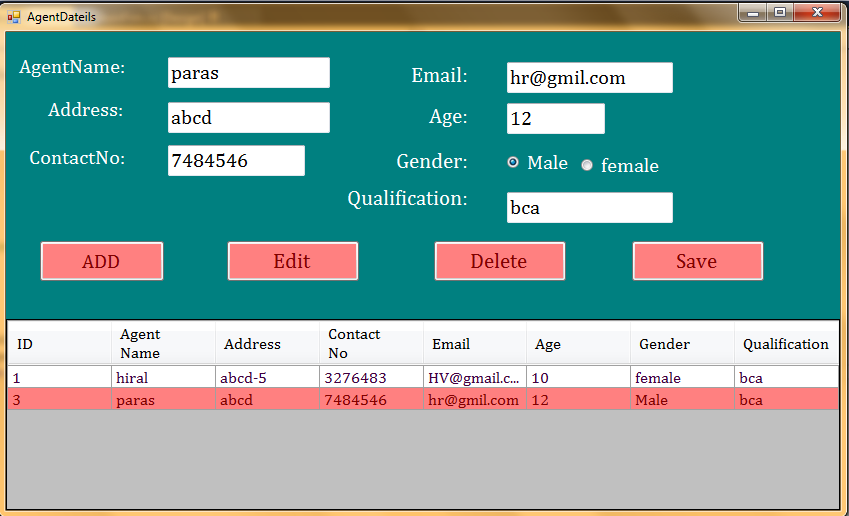 AgentDateils
AgentName: paras
Email: hr@gmil.com
Address: abcd
Age: 12
ContactNo: 7484546
Gender: Male female
Qualification: bca
ADD Edit Delete Save
ID Agent Name Address Contact No Email Age Gender Qualification
1 hiral abcd-5 3276483 HV@gmail.c... 10 female bca
3 paras abcd 7484546 hr@gmil.com 12 Male bca